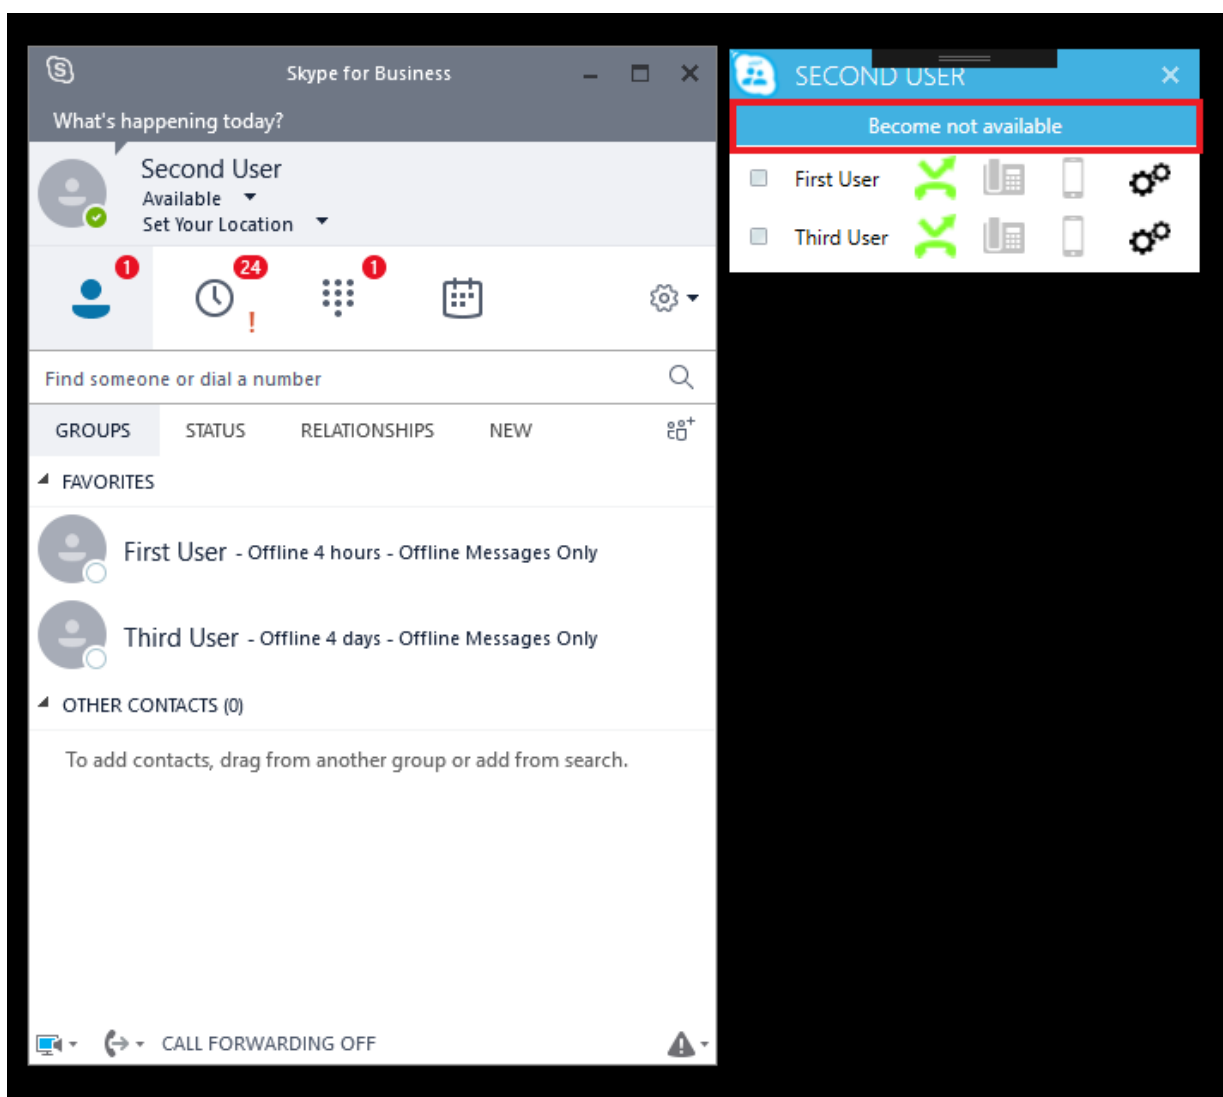 Skype for Business
What's happening today?
Second User
Available
Set Your Location
1
24
!
1
Find someone or dial a number
GROUPS STATUS RELATIONSHIPS NEW
FAVORITES
First User - Offline 4 hours - Offline Messages Only
Third User - Offline 4 days - Offline Messages Only
OTHER CONTACTS (0)
To add contacts, drag from another group or add from search.
CALL FORWARDING OFF
SECOND USER
Become not available
First User
Third User